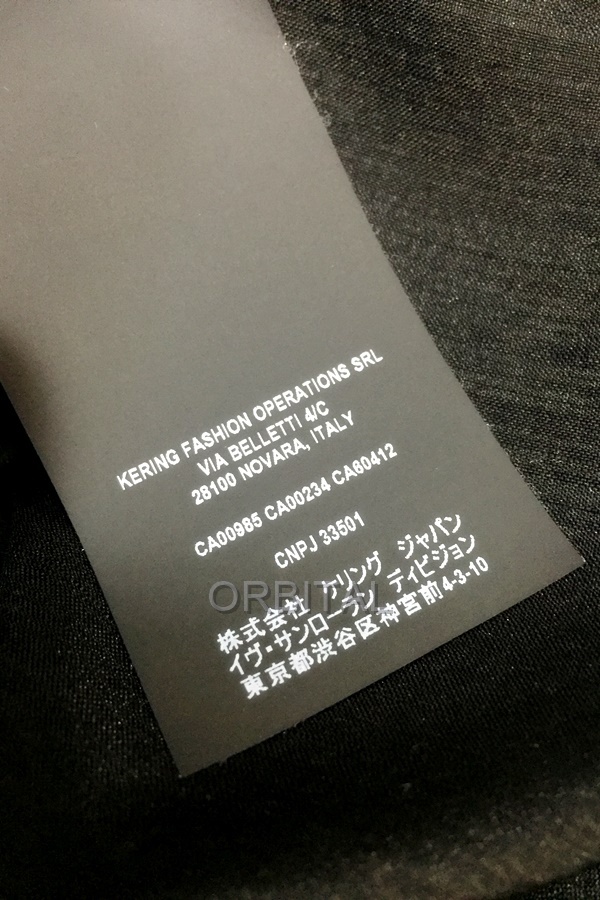 KERING FASHION OPERATIONS SRL
VIA BELLETTI 4/C
28100 NOVARA, ITALY
CA00985 CA00234 CA60412
CNPJ 33501
株式会社 ケリング ジャパン
イヴ・サンローラン ディビジョン
東京都渋谷区神宮前4-3-10
ORBITAL